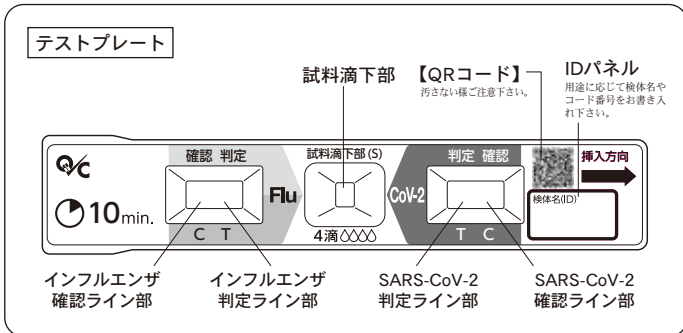 テストプレート
試料滴下部
【QRコード】
汚さない様ご注意下さい。
IDパネル
用途に応じて検体名や
コード番号をお書き入
れ下さい。
確認 判定
試料滴下部(S)
判定 確認
挿入方向
Q/C
Flu
CoV-2
検体名(ID)
10min.
C T
4滴
T C
インフルエンザ
確認ライン部
インフルエンザ
判定ライン部
SARS-CoV-2
判定ライン部
SARS-CoV-2
確認ライン部